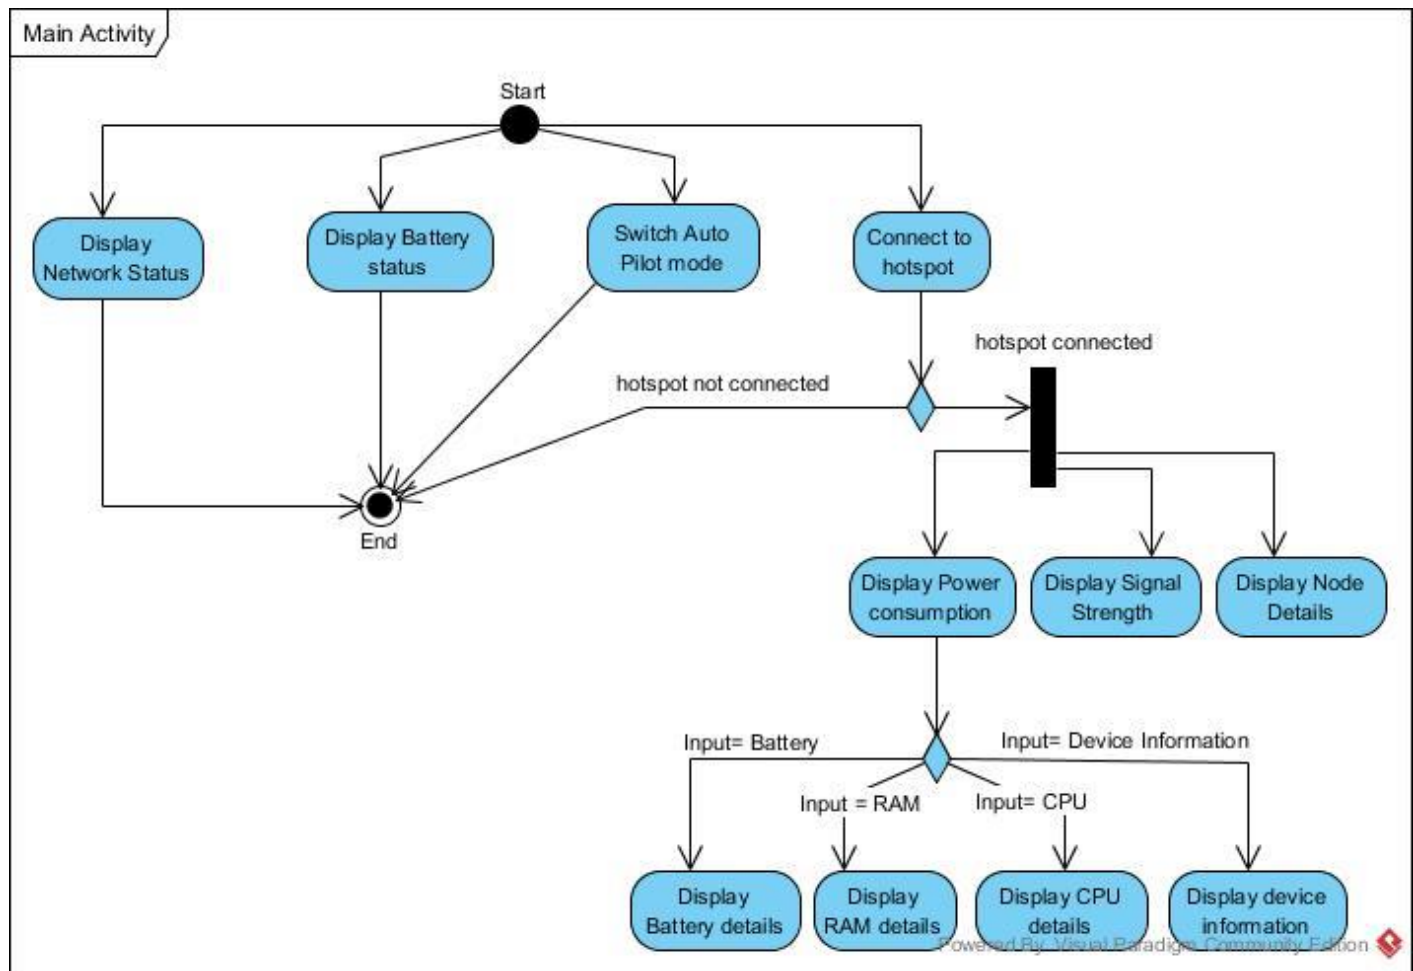 Main Activity
Start
Display
Network Status
Display Battery
status
Switch Auto
Pilot mode
Connect to
hotspot
hotspot connected
hotspot not connected
End
Display Power
consumption
Display Signal
Strength
Display Node
Details
Input= Battery
Input= Device Information
Input = RAM
Input= CPU
Display
Battery details
Display
RAM details
Display CPU
details
Display device
information
Powered By Visual Paradigm Community Edition